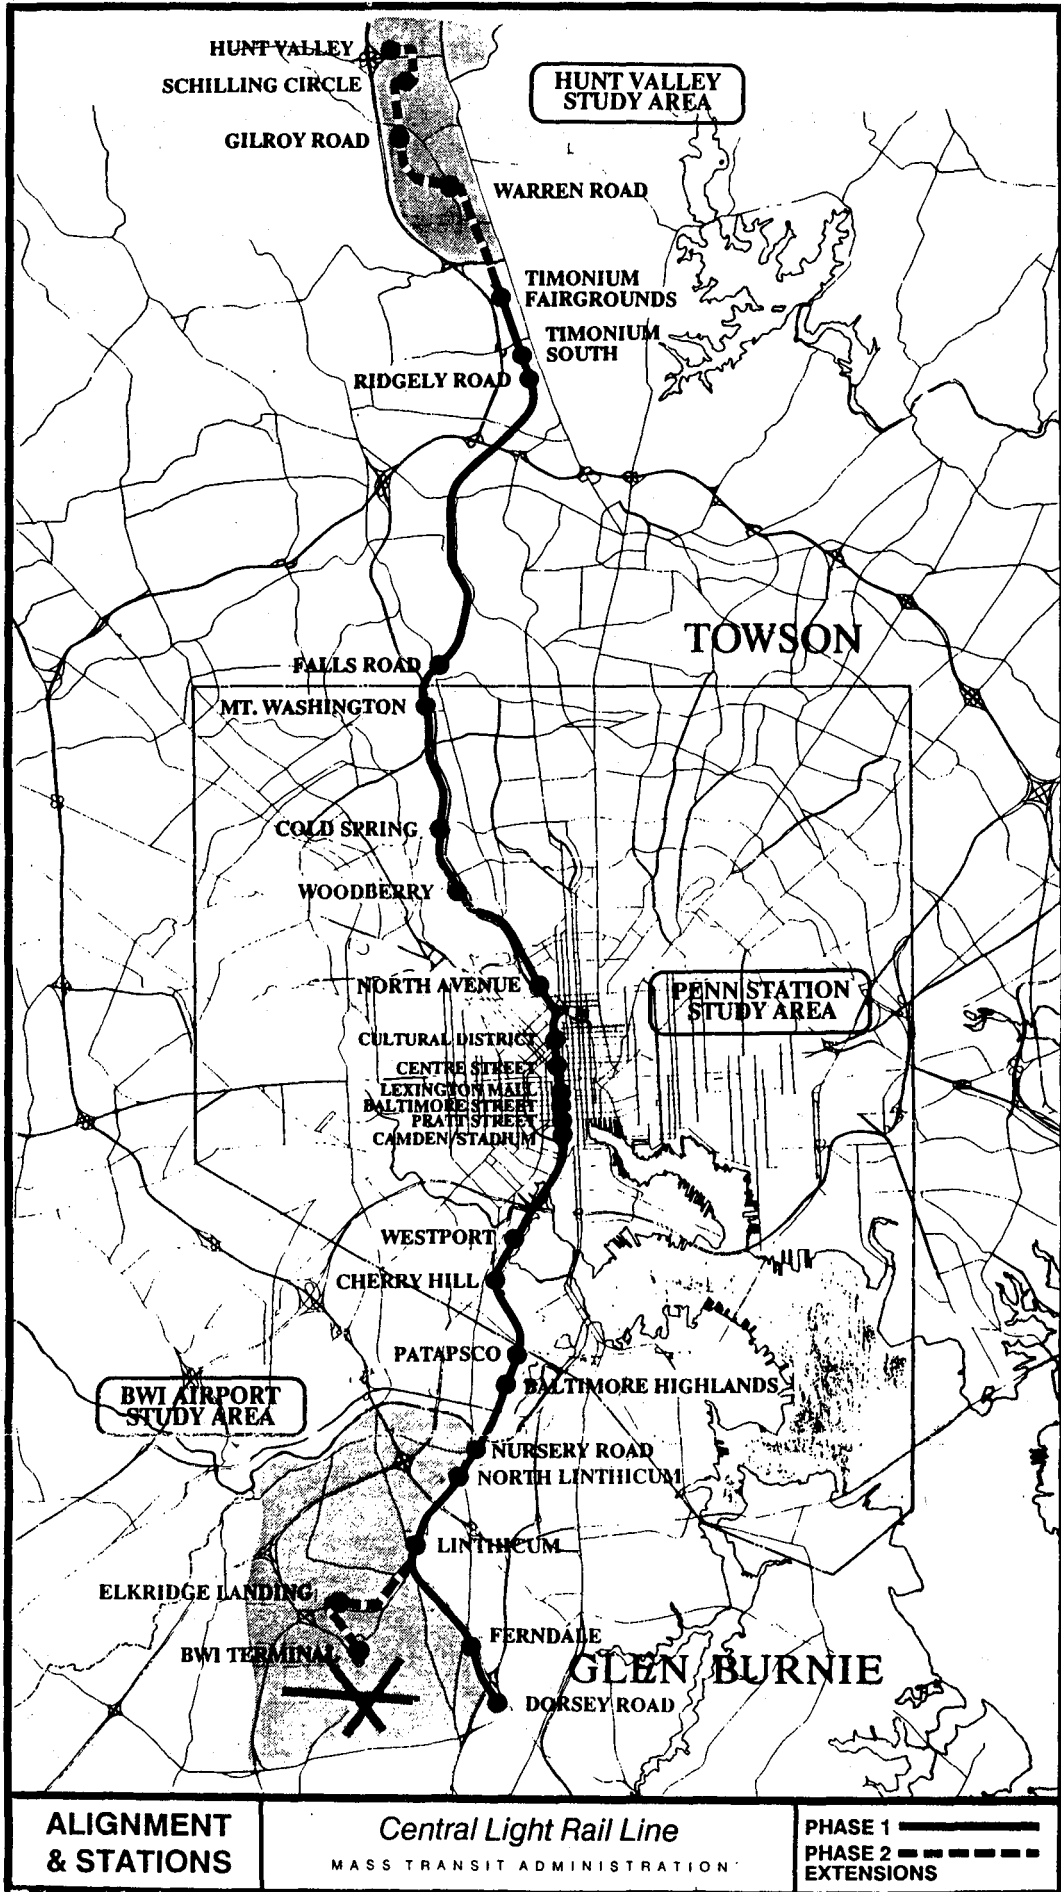 HUNT VALLEY
SCHILLING CIRCLE
HUNT VALLEY
STUDY AREA
GILROY ROAD
WARREN ROAD
TIMONIUM
FAIRGROUNDS
TIMONIUM
SOUTH
RIDGELY ROAD
TOWSON
FALLS ROAD
MT. WASHINGTON
COLD SPRING
WOODBERRY
NORTH AVENUE
PENN STATION
STUDY AREA
CULTURAL DISTRICT
CENTRE STREET
LEXINGTON MALL
BALTIMORE STREET
PRATT STREET
CAMDEN/STADIUM
WESTPORT
CHERRY HILL
PATAPSCO
BALTIMORE HIGHLANDS
BWI AIRPORT
STUDY AREA
NURSERY ROAD
NORTH LINTHICUM
LINTHICUM
ELKRIDGE LANDING
FERNDALE
BWI TERMINAL
GLEN BURNIE
DORSEY ROAD
ALIGNMENT
& STATIONS
Central Light Rail Line
MASS TRANSIT ADMINISTRATION
PHASE 1
PHASE 2
EXTENSIONS